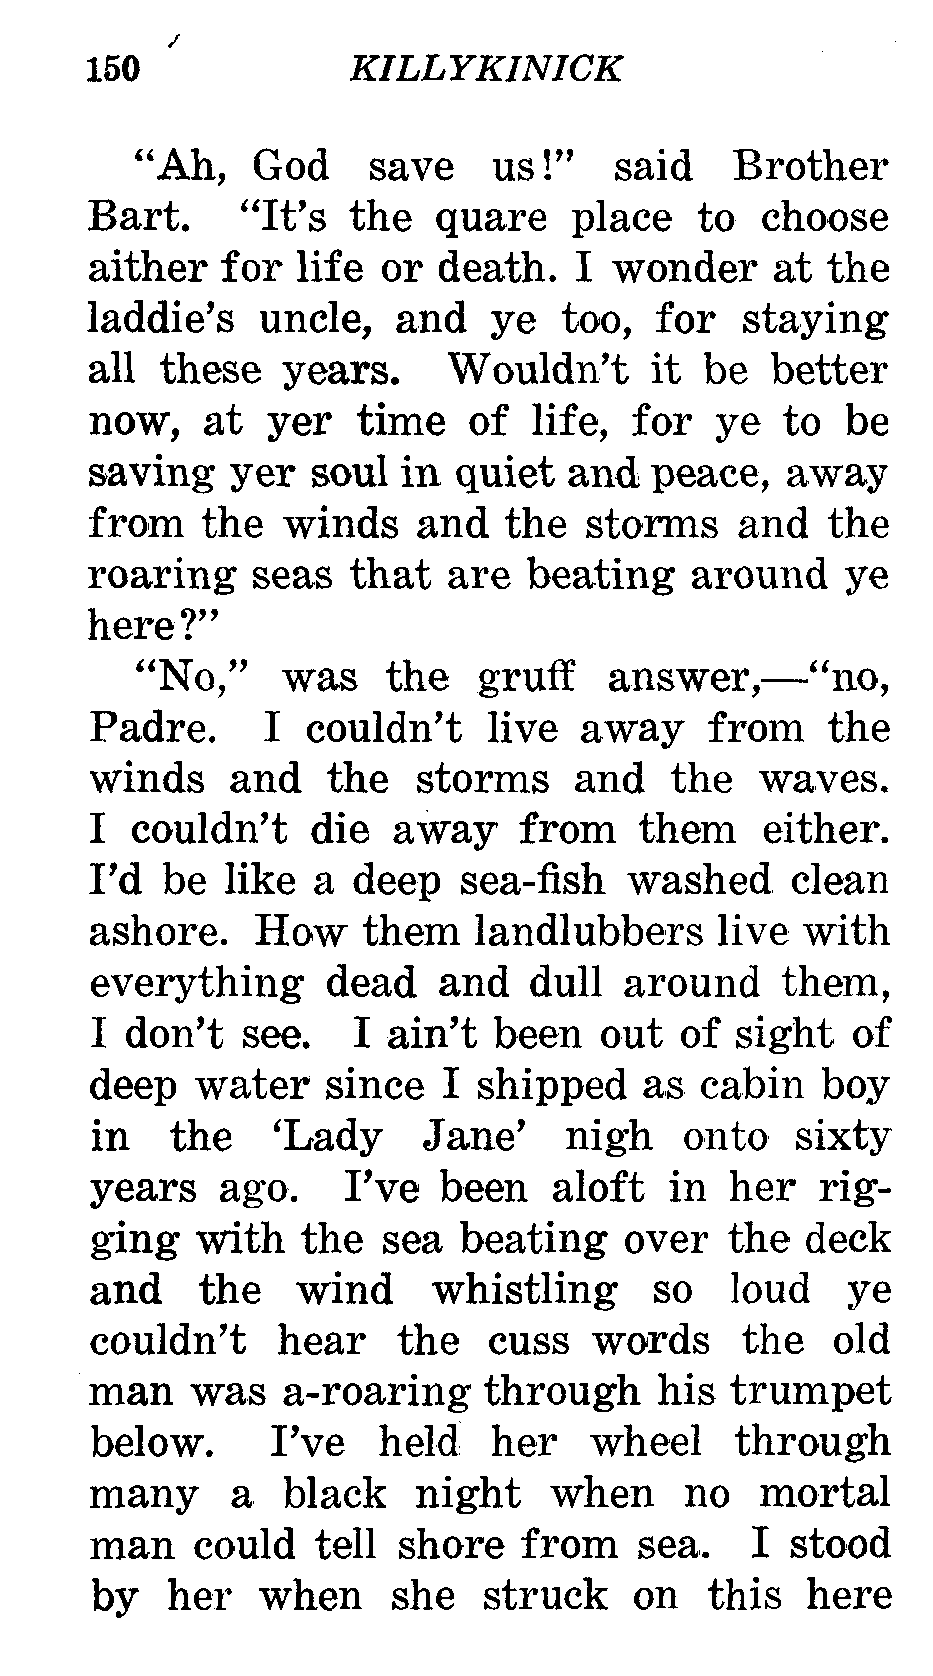 150 KILLYKINICK
"Ah, God save us!" said Brother
Bart. "It's the quare place to choose
aither for life or death. I wonder at the
laddie's uncle, and ye too, for staying
all these years. Wouldn't it be better
now, at yer time of life, for ye to be
saving yer soul in quiet and peace, away
from the winds and the storms and the
roaring seas that are beating around ye
here?"
"No," was the gruff answer,—"no,
Padre. I couldn't live away from the
winds and the storms and the waves.
I couldn't die away from them either.
I'd be like a deep sea-fish washed clean
ashore. How them landlubbers live with
everything dead and dull around them,
I don't see. I ain't been out of sight of
deep water since I shipped as cabin boy
in the 'Lady Jane' nigh onto sixty
years ago. I've been aloft in her rig-
ging with the sea beating over the deck
and the wind whistling so loud ye
couldn't hear the cuss words the old
man was a-roaring through his trumpet
below. I've held her wheel through
many a black night when no mortal
man could tell shore from sea. I stood
by her when she struck on this here